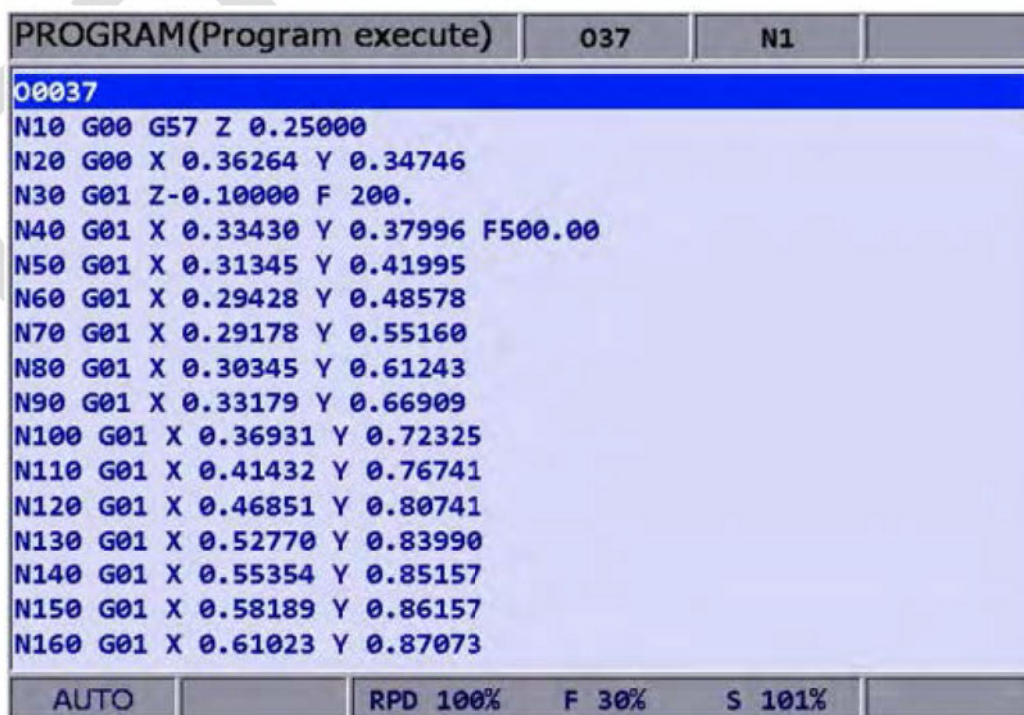 PROGRAM(Program execute) O37 N1
O0037
N10 G00 G57 Z 0.25000
N20 G00 X 0.36264 Y 0.34746
N30 G01 Z-0.10000 F 200.
N40 G01 X 0.33430 Y 0.37996 F500.00
N50 G01 X 0.31345 Y 0.41995
N60 G01 X 0.29428 Y 0.48578
N70 G01 X 0.29178 Y 0.55160
N80 G01 X 0.30345 Y 0.61243
N90 G01 X 0.33179 Y 0.66909
N100 G01 X 0.36931 Y 0.72325
N110 G01 X 0.41432 Y 0.76741
N120 G01 X 0.46851 Y 0.80741
N130 G01 X 0.52770 Y 0.83990
N140 G01 X 0.55354 Y 0.85157
N150 G01 X 0.58189 Y 0.86157
N160 G01 X 0.61023 Y 0.87073
AUTO RPD 100% F 30% S 101%